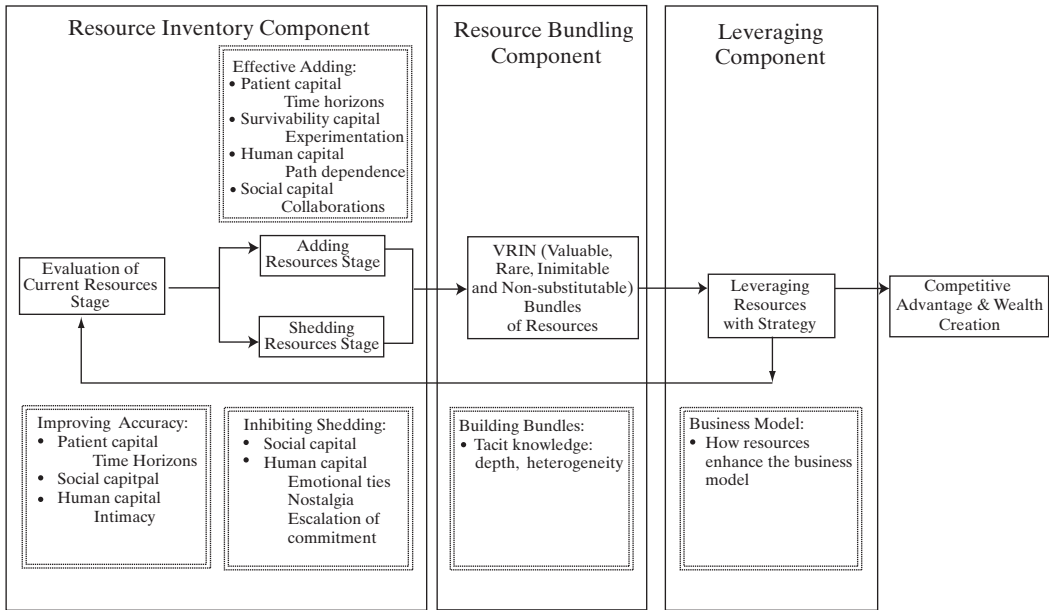 Resource Inventory Component
Effective Adding:
• Patient capital
Time horizons
• Survivability capital
Experimentation
• Human capital
Path dependence
• Social capital
Collaborations
Evaluation of
Current Resources
Stage
Adding
Resources Stage
Shedding
Resources Stage
Improving Accuracy:
• Patient capital
Time Horizons
• Social capitpal
• Human capital
Intimacy
Inhibiting Shedding:
• Social capital
• Human capital
Emotional ties
Nostalgia
Escalation of
commitment
Resource Bundling
Component
VRIN (Valuable,
Rare, Inimitable
and Non-substitutable)
Bundles
of Resources
Building Bundles:
• Tacit knowledge:
depth, heterogeneity
Leveraging
Component
Leveraging
Resources
with Strategy
Business Model:
• How resources
enhance the business
model
Competitive
Advantage & Wealth
Creation